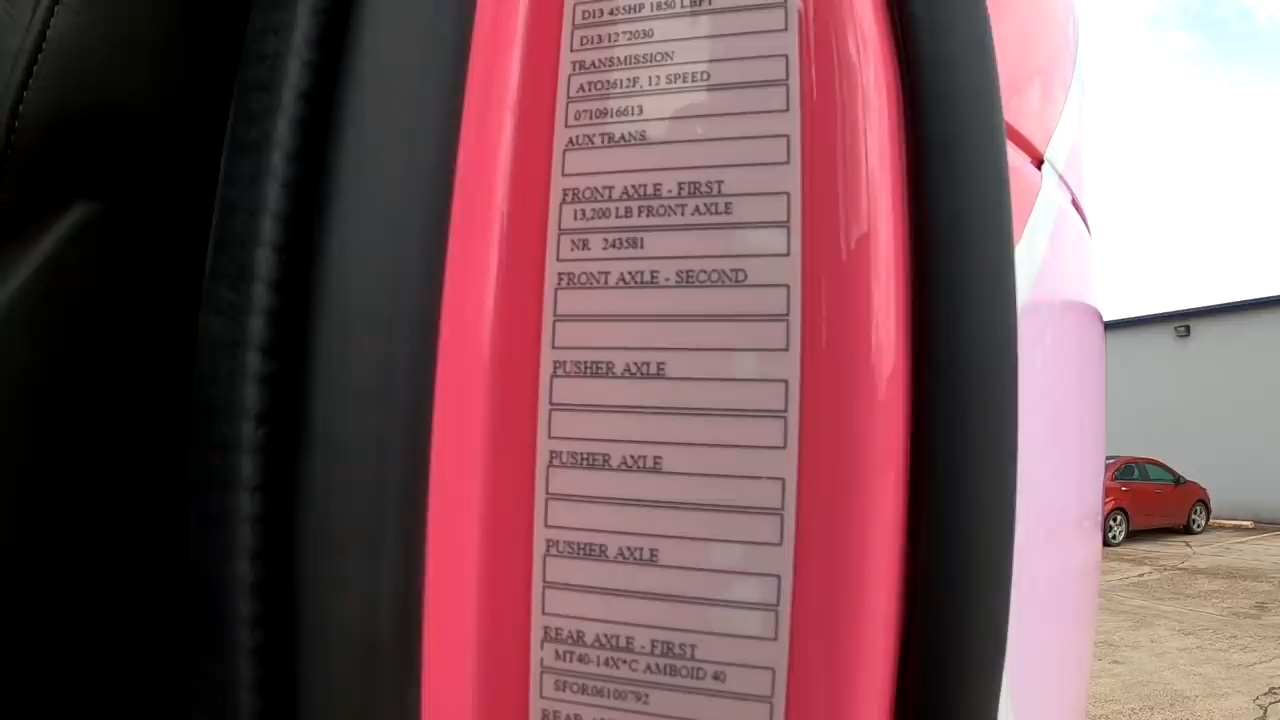 D13 455HP 1850 LBFT
D13/1272030
TRANSMISSION
ATO2612F, 12 SPEED
0710916613
AUX TRANS.
FRONT AXLE - FIRST
13,200 LB FRONT AXLE
NR 243581
FRONT AXLE - SECOND
PUSHER AXLE
PUSHER AXLE
PUSHER AXLE
REAR AXLE - FIRST
MT40-14X*C AMBOID 40
SFOR06100792
REAR